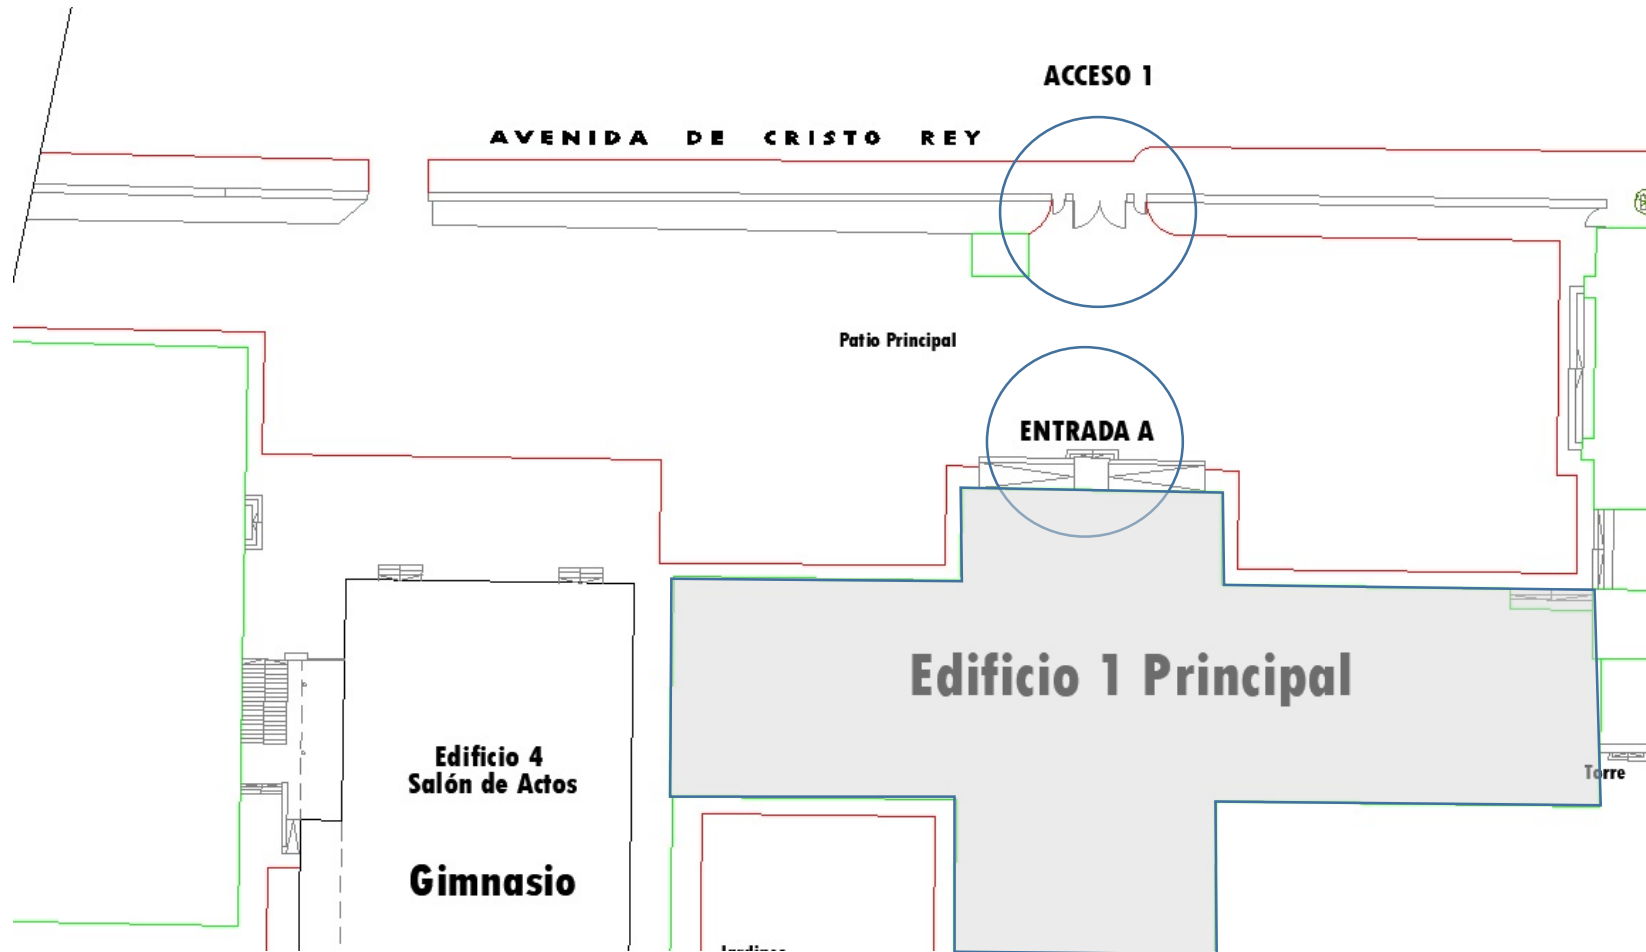 ACCESO 1
AVENIDA DE CRISTO REY
Patio Principal
ENTRADA A
Edificio 1 Principal
Edificio 4
Salón de Actos
Torre
Gimnasio
Jardines